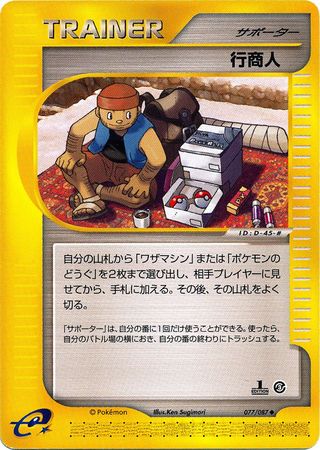 TRAINER
サポーター
行商人
ID:D-45-#
自分の山札から「ワザマシン」または「ポケモンの
どうぐ」を2枚まで選び出し、相手プレイヤーに見
せてから、手札に加える。その後、その山札をよく
切る。
「サポーター」は、自分の番に1回だけ使うことができる。使ったら、
自分のバトル場の横におき、自分の番の終わりにトラッシュする。
1
EDITION
e
© Pokémon
Illus.Ken Sugimori
077/087 ◆